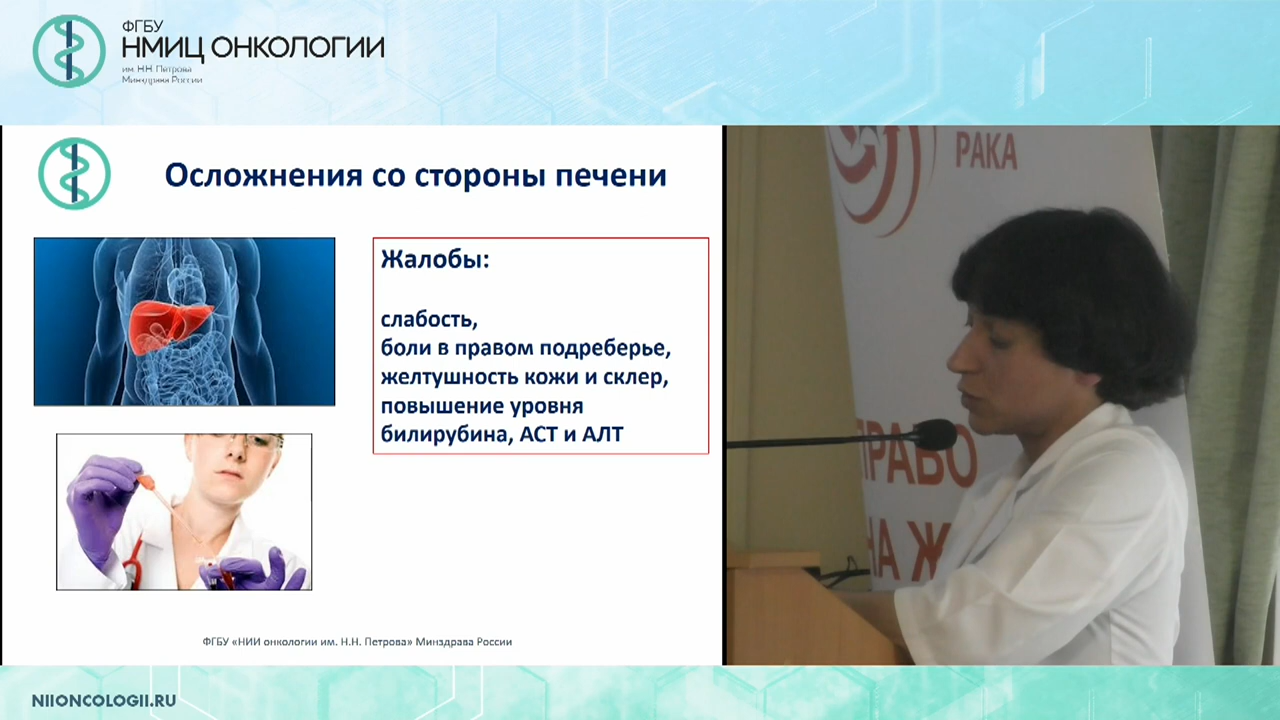 ФГБУ
НМИЦ ОНКОЛОГИИ
им. Н.Н. Петрова
Минздрава России
Осложнения со стороны печени
Жалобы:
слабость,
боли в правом подреберье,
желтушность кожи и склер,
повышение уровня
билирубина, АСТ и АЛТ
ФГБУ «НИИ онкологии им. Н.Н. Петрова» Минздрава России
РАКА
ПРАВО
НА Ж
NIIONCOLOGII.RU